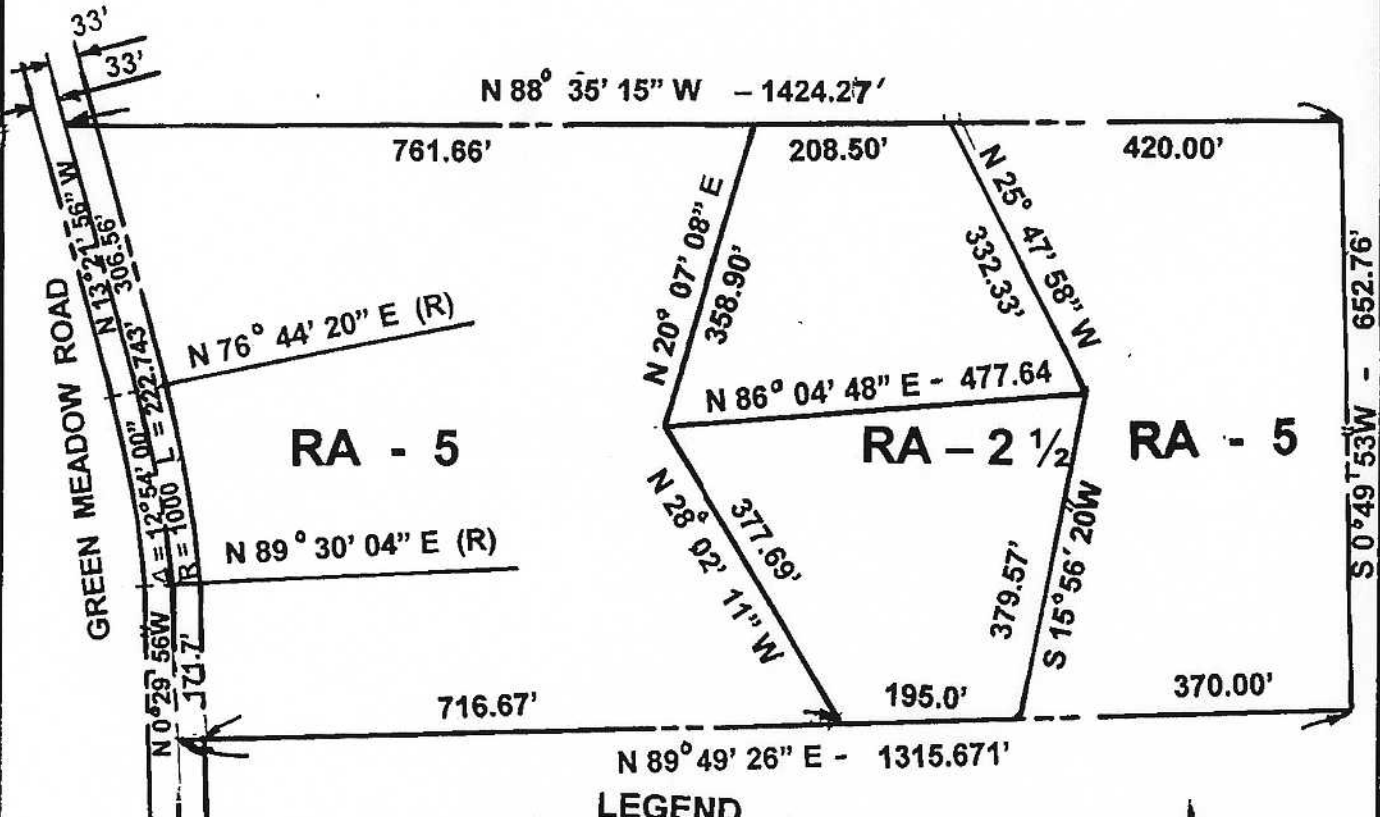 33'
33'
N 88° 35' 15" W - 1424.27'
761.66'
208.50'
420.00'
N 13° 21' 56" W
306.56'
N 20° 07' 08" E
358.90'
N 25° 47' 58" W
332.33'
S 0°49' 53W - 652.76'
GREEN MEADOW ROAD
N 76° 44' 20" E (R)
N 86° 04' 48" E - 477.64
Δ = 12°54' 00" L = 222.743'
R = 1000
RA - 5
RA – 2 ½
RA - 5
N 89° 30' 04" E (R)
N 28° 02' 11" W
377.69'
379.57'
S 15°56' 20W
N 0°29' 56W
171.7'
716.67'
195.0'
370.00'
N 89° 49' 26" E - 1315.671'
LEGEND